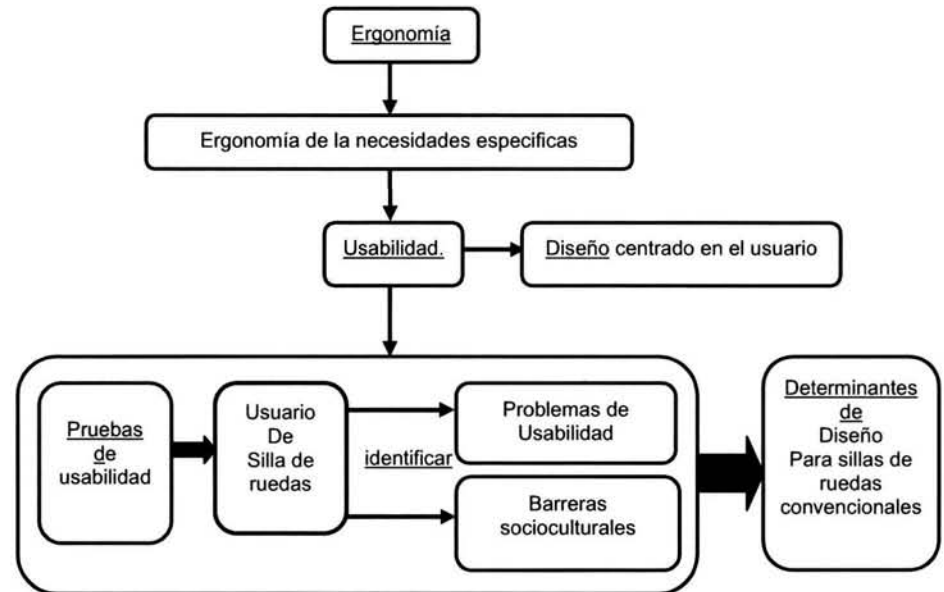 Ergonomía
Ergonomía de la necesidades especificas
Usabilidad.
Diseño centrado en el usuario
Pruebas
de
usabilidad
Usuario
De
Silla de
ruedas
identificar
Problemas de
Usabilidad
Barreras
socioculturales
Determinantes
de
Diseño
Para sillas de
ruedas
convencionales